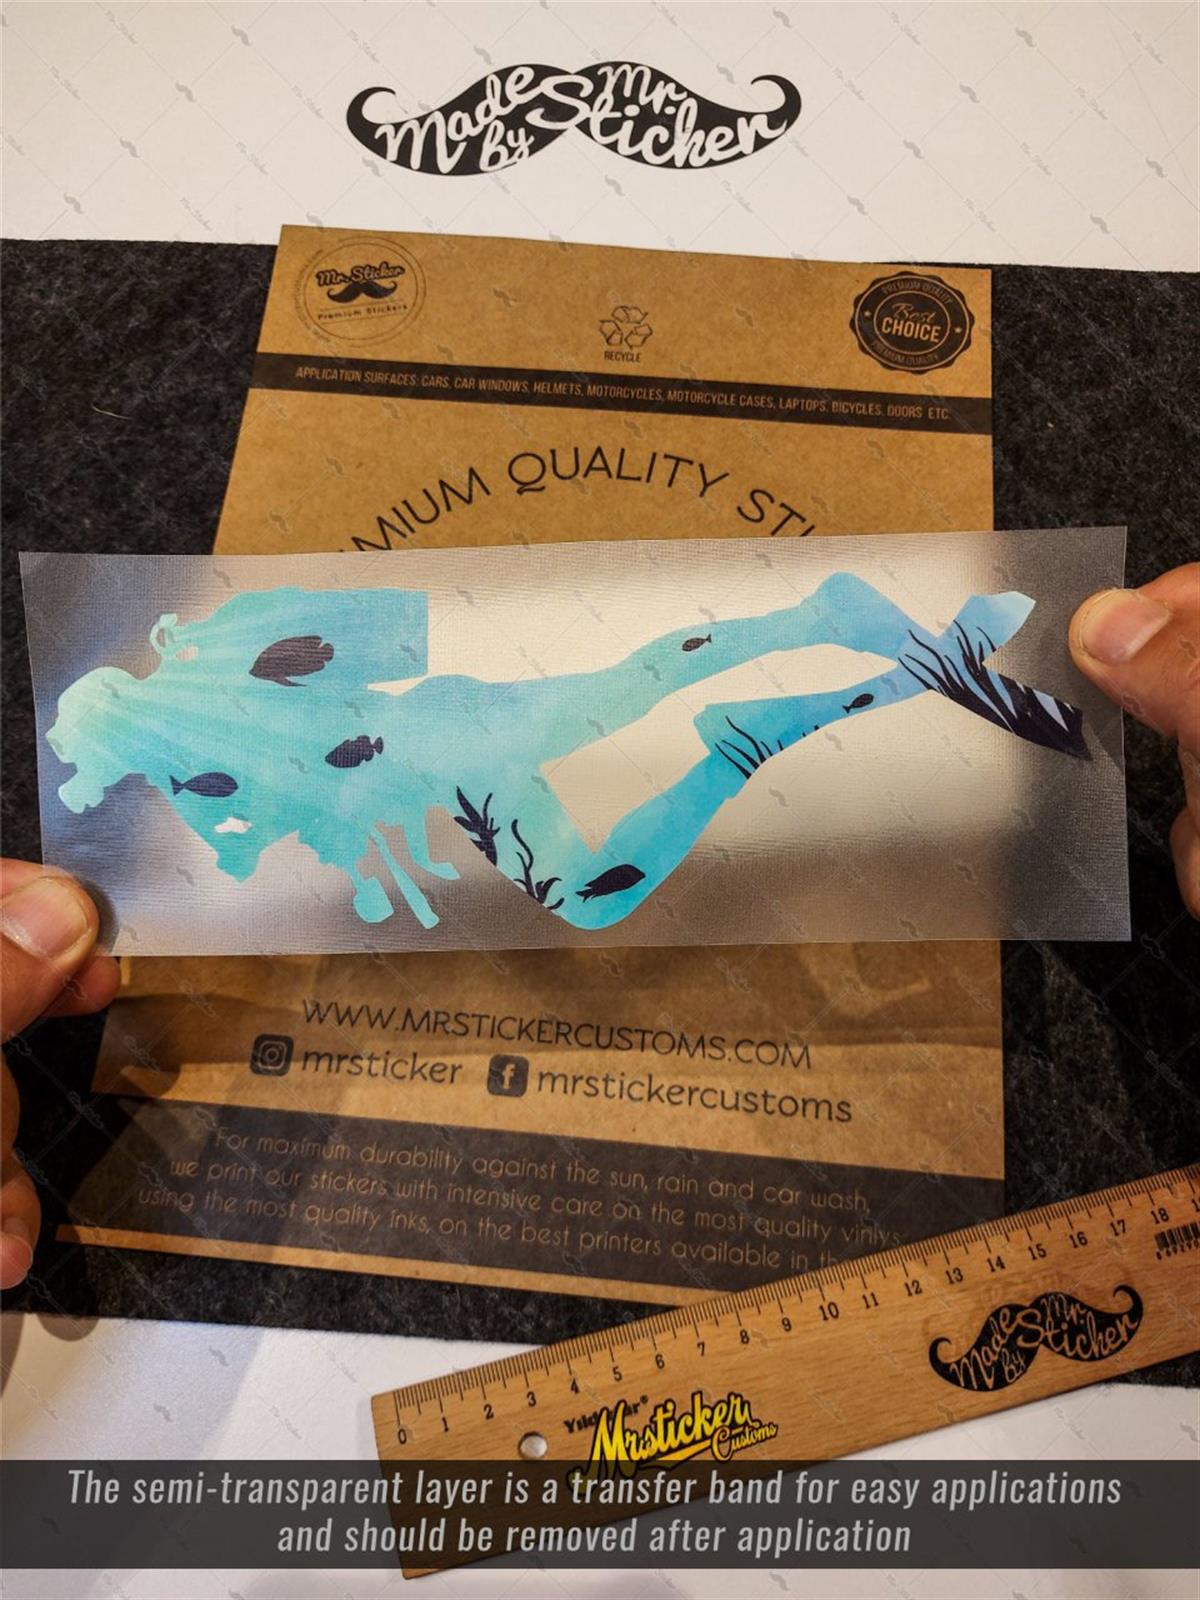 Made by Mr. Sticker
Mr. Sticker
Premium Stickers
RECYCLE
PREMIUM QUALITY
Best
CHOICE
PREMIUM QUALITY
APPLICATION SURFACES: CARS, CAR WINDOWS, HELMETS, MOTORCYCLES, MOTORCYCLE CASES, LAPTOPS, BICYCLES, DOORS ETC.
MIUM QUALITY STI
WWW.MRSTICKERCUSTOMS.COM
mrsticker mrstickercustoms
For maximum durability against the sun, rain and car wash,
we print our stickers with intensive care on the most quality vinlys
using the most quality inks, on the best printers available in th
0 1 2 3 4 5 6 7 8 9 10 11 12 13 14 15 16 17 18
Made by Mr. Sticker
Mrsticker
Customs
The semi-transparent layer is a transfer band for easy applications
and should be removed after application